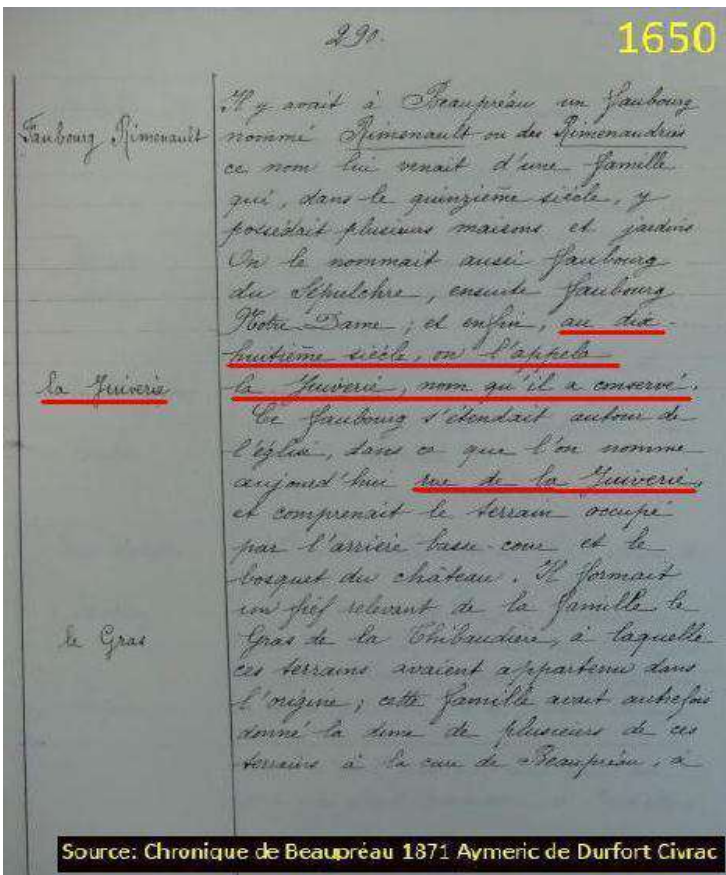 290.
1650
Il y avait à Beaupréau un faubourg
Faubourg Rimenault
nommé Rimenault ou des Rimenaudries
ce nom lui venait d'une famille
qui, dans le quinzième siècle, y
possédait plusieurs maisons et jardins
On le nommait aussi faubourg
du Sépulchre, ensuite faubourg
Notre Dame ; et enfin, au dix-
huitième siècle, on l'appela
la Juiverie
la Juiverie, nom qu'il a conservé.
Ce faubourg s'étendait autour de
l'église, dans ce que l'on nomme
aujourd'hui rue de la Juiverie,
et comprenait le terrain occupé
par l'arrière basse-cour et le
bosquet du château. Il formait
un fief relevant de la famille le
le Gras
Gras de la Thibaudière, à laquelle
ces terrains avaient appartenu dans
l'origine ; cette famille avait autrefois
donné la dime de plusieurs de ces
terrains à la cure de Beaupréau, à
Source: Chronique de Beaupréau 1871 Aymeric de Durfort Civrac